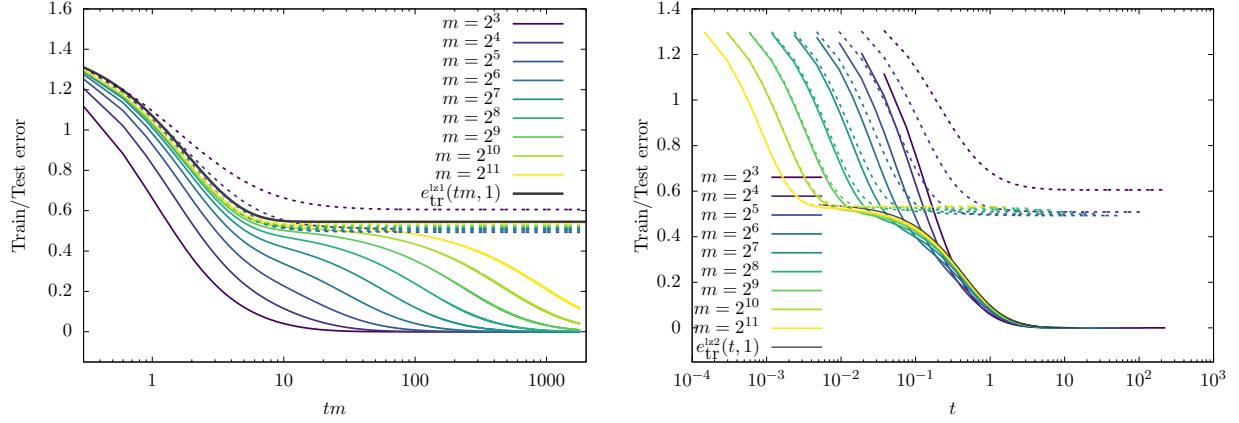 Train/Test error
1.4
1.2
1
0.8
0.6
0.4
0.2
0
1
10
100
1000
tm
m = 2^3
m = 2^4
m = 2^5
m = 2^6
m = 2^7
m = 2^8
m = 2^9
m = 2^10
m = 2^11
e_tr^lz1(tm, 1)
Train/Test error
1.4
1.2
1
0.8
0.6
0.4
0.2
0
10^−4
10^−3
10^−2
10^−1
1
10
10^2
10^3
t
m = 2^3
m = 2^4
m = 2^5
m = 2^6
m = 2^7
m = 2^8
m = 2^9
m = 2^10
m = 2^11
e_tr^lz2(t, 1)